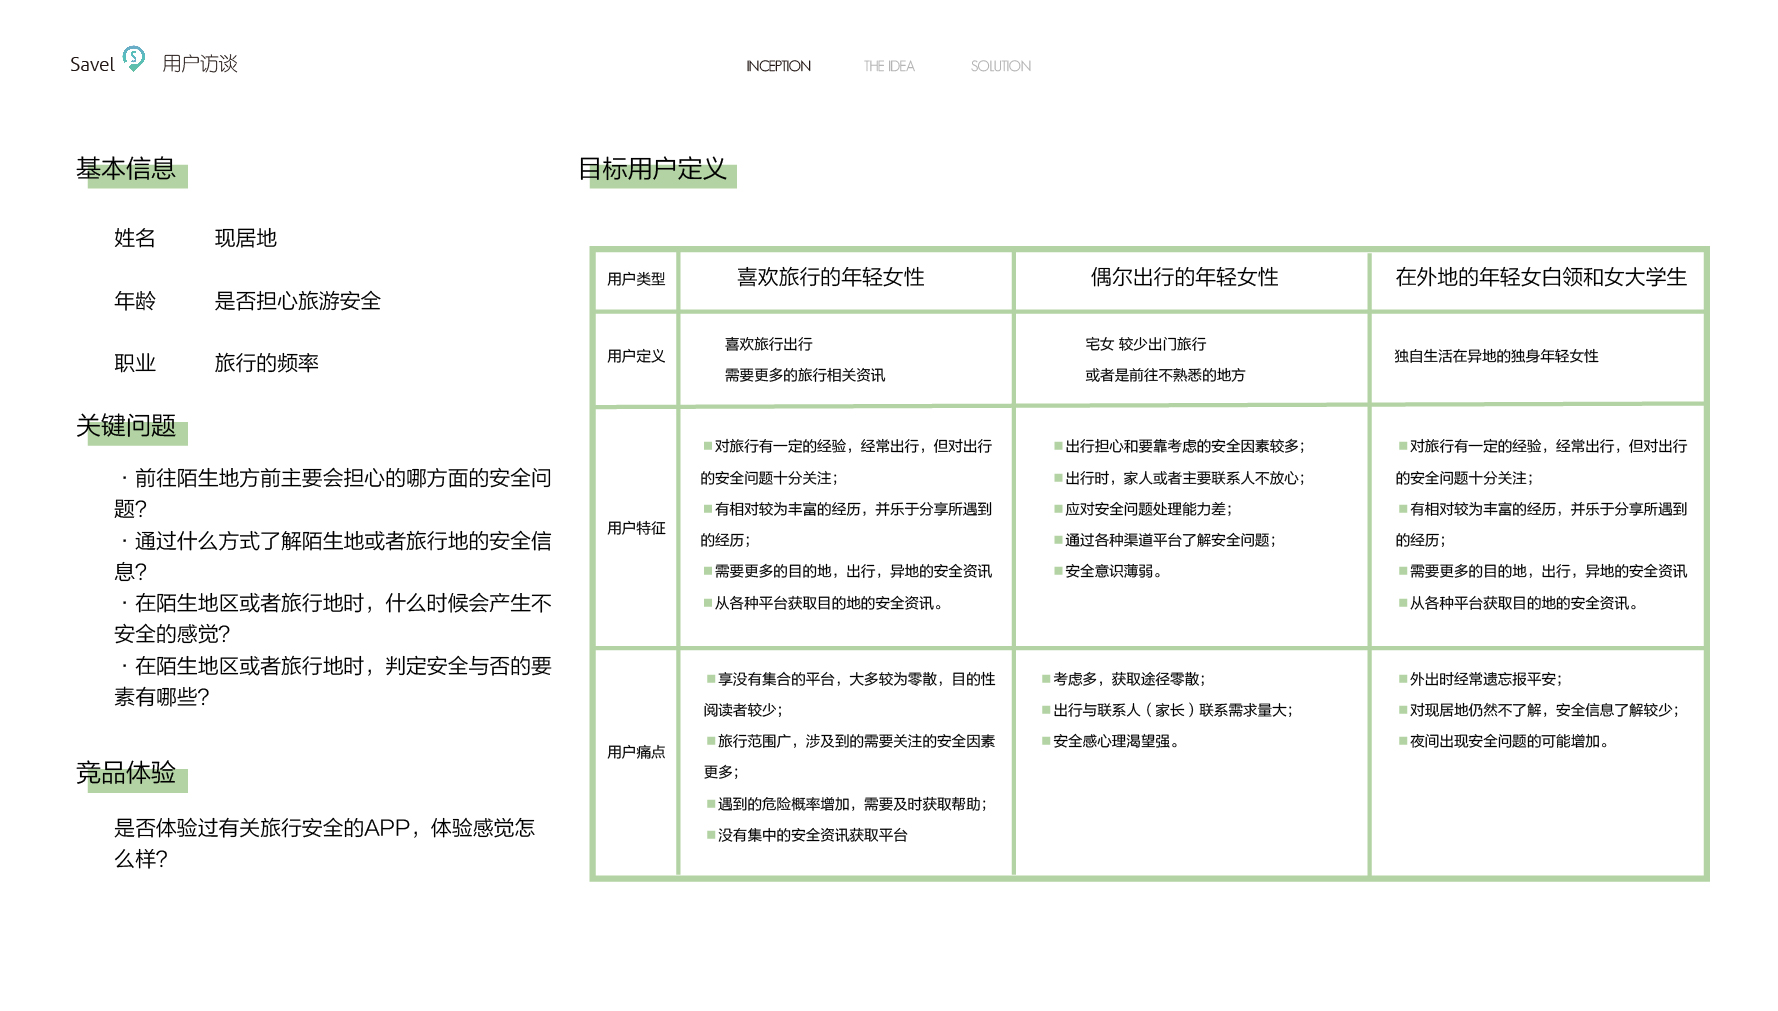 Savel S 用户访谈
INCEPTION THE IDEA SOLUTION
基本信息
姓名 现居地
年龄 是否担心旅游安全
职业 旅行的频率
关键问题
· 前往陌生地方前主要会担心的哪方面的安全问
题?
· 通过什么方式了解陌生地或者旅行地的安全信
息?
· 在陌生地区或者旅行地时，什么时候会产生不
安全的感觉?
· 在陌生地区或者旅行地时，判定安全与否的要
素有哪些?
竞品体验
是否体验过有关旅行安全的APP，体验感觉怎
么样?
目标用户定义
用户类型 喜欢旅行的年轻女性 偶尔出行的年轻女性 在外地的年轻女白领和女大学生
用户定义
喜欢旅行出行
需要更多的旅行相关资讯
宅女 较少出门旅行
或者是前往不熟悉的地方
独自生活在异地的独身年轻女性
用户特征
■对旅行有一定的经验，经常出行，但对出行
的安全问题十分关注；
■有相对较为丰富的经历，并乐于分享所遇到
的经历；
■需要更多的目的地，出行，异地的安全资讯
■从各种平台获取目的地的安全资讯。
■出行担心和要靠考虑的安全因素较多；
■出行时，家人或者主要联系人不放心；
■应对安全问题处理能力差；
■通过各种渠道平台了解安全问题；
■安全意识薄弱。
■对旅行有一定的经验，经常出行，但对出行
的安全问题十分关注；
■有相对较为丰富的经历，并乐于分享所遇到
的经历；
■需要更多的目的地，出行，异地的安全资讯
■从各种平台获取目的地的安全资讯。
用户痛点
■享没有集合的平台，大多较为零散，目的性
阅读者较少；
■旅行范围广，涉及到的需要关注的安全因素
更多；
■遇到的危险概率增加，需要及时获取帮助；
■没有集中的安全资讯获取平台
■考虑多，获取途径零散；
■出行与联系人（家长）联系需求量大；
■安全感心理渴望强。
■外出时经常遗忘报平安；
■对现居地仍然不了解，安全信息了解较少；
■夜间出现安全问题的可能增加。